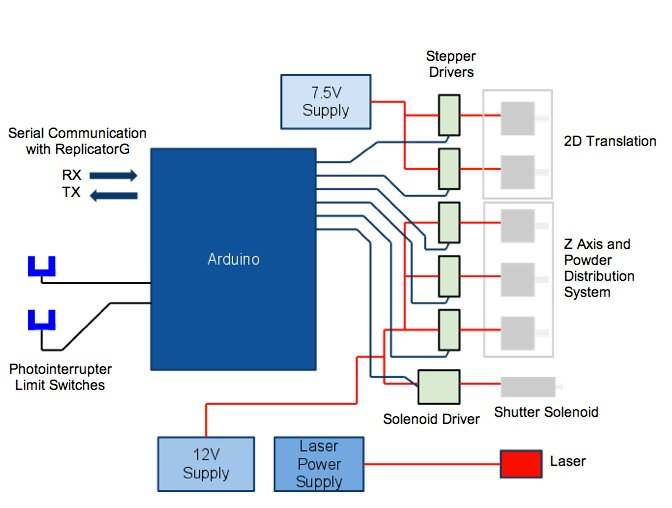 Stepper
Drivers
7.5V
Supply
Serial Communication
with ReplicatorG
2D Translation
RX
TX
Arduino
Z Axis and
Powder
Distribution
System
Photointerrupter
Limit Switches
Solenoid Driver
Shutter Solenoid
12V
Supply
Laser
Power
Supply
Laser